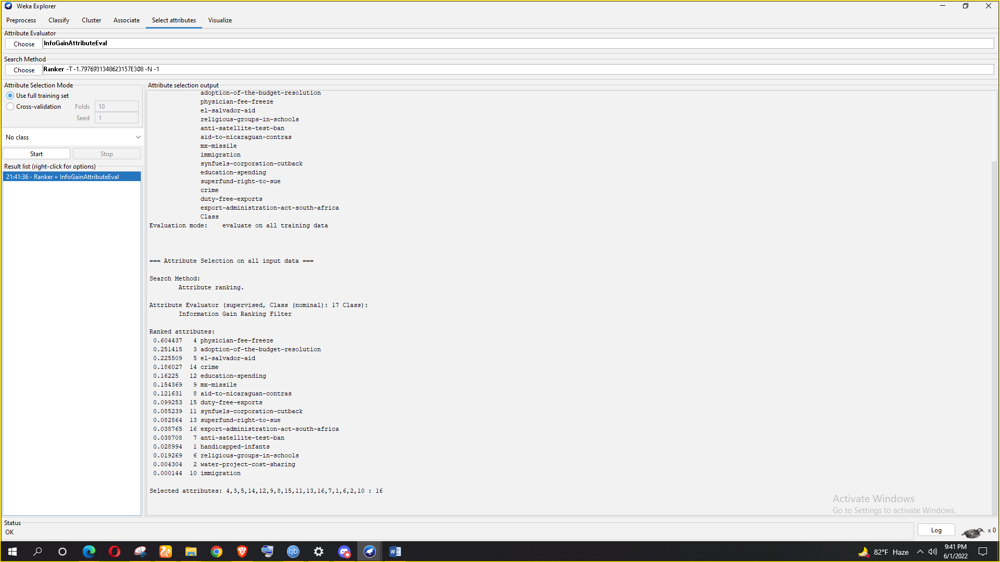 Weka Explorer
Preprocess Classify Cluster Associate Select attributes Visualize
Attribute Evaluator
Choose InfoGainAttributeEval
Search Method
Choose Ranker -T -1.7976931348623157E308 -N -1
Attribute Selection Mode
Use full training set
Cross-validation Folds 10
Seed 1
No class
Start Stop
Result list (right-click for options)
21:41:36 - Ranker + InfoGainAttributeEval
Attribute selection output
adoption-of-the-budget-resolution
physician-fee-freeze
el-salvador-aid
religious-groups-in-schools
anti-satellite-test-ban
aid-to-nicaraguan-contras
mx-missile
immigration
synfuels-corporation-cutback
education-spending
superfund-right-to-sue
crime
duty-free-exports
export-administration-act-south-africa
Class
Evaluation mode: evaluate on all training data
=== Attribute Selection on all input data ===
Search Method:
Attribute ranking.
Attribute Evaluator (supervised, Class (nominal): 17 Class):
Information Gain Ranking Filter
Ranked attributes:
0.604437 4 physician-fee-freeze
0.251415 3 adoption-of-the-budget-resolution
0.225509 5 el-salvador-aid
0.186027 14 crime
0.16225 12 education-spending
0.154369 9 mx-missile
0.121631 8 aid-to-nicaraguan-contras
0.099253 15 duty-free-exports
0.085239 11 synfuels-corporation-cutback
0.082864 13 superfund-right-to-sue
0.038765 16 export-administration-act-south-africa
0.038708 7 anti-satellite-test-ban
0.028994 1 handicapped-infants
0.019269 6 religious-groups-in-schools
0.004304 2 water-project-cost-sharing
0.000144 10 immigration
Selected attributes: 4,3,5,14,12,9,8,15,11,13,16,7,1,6,2,10 : 16
Activate Windows
Go to Settings to activate Windows.
Status
OK
Log x 0
qb
82°F Haze
9:41 PM
6/1/2022